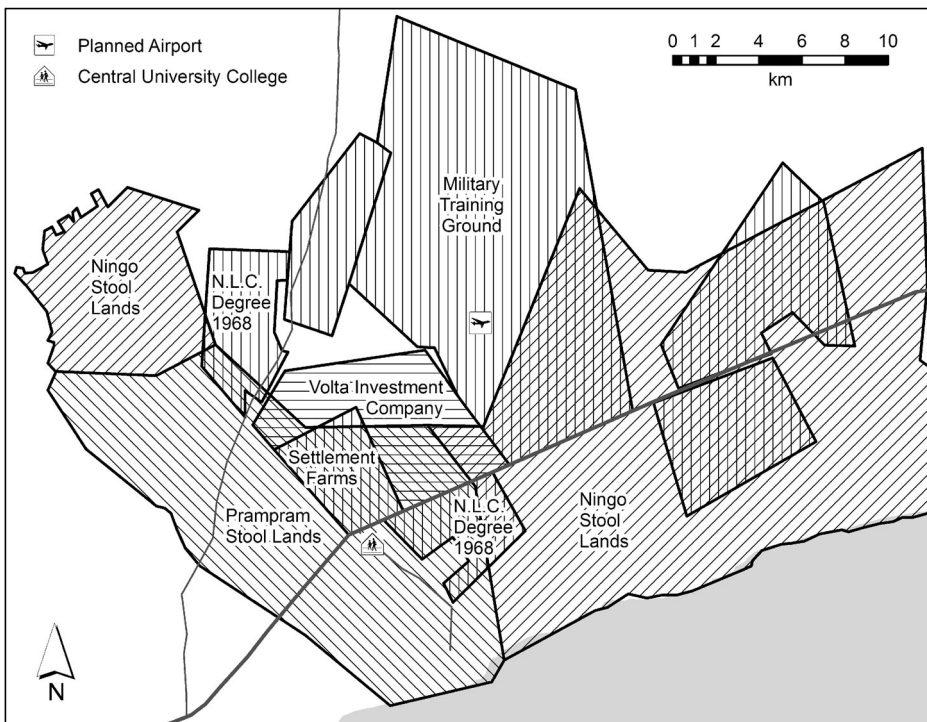 Planned Airport
Central University College
0 1 2 4 6 8 10
km
Military
Training
Ground
Ningo
Stool
Lands
N.L.C.
Degree
1968
Volta Investment
Company
Settlement
Farms
Prampram
Stool Lands
N.L.C.
Degree
1968
Ningo
Stool
Lands
N